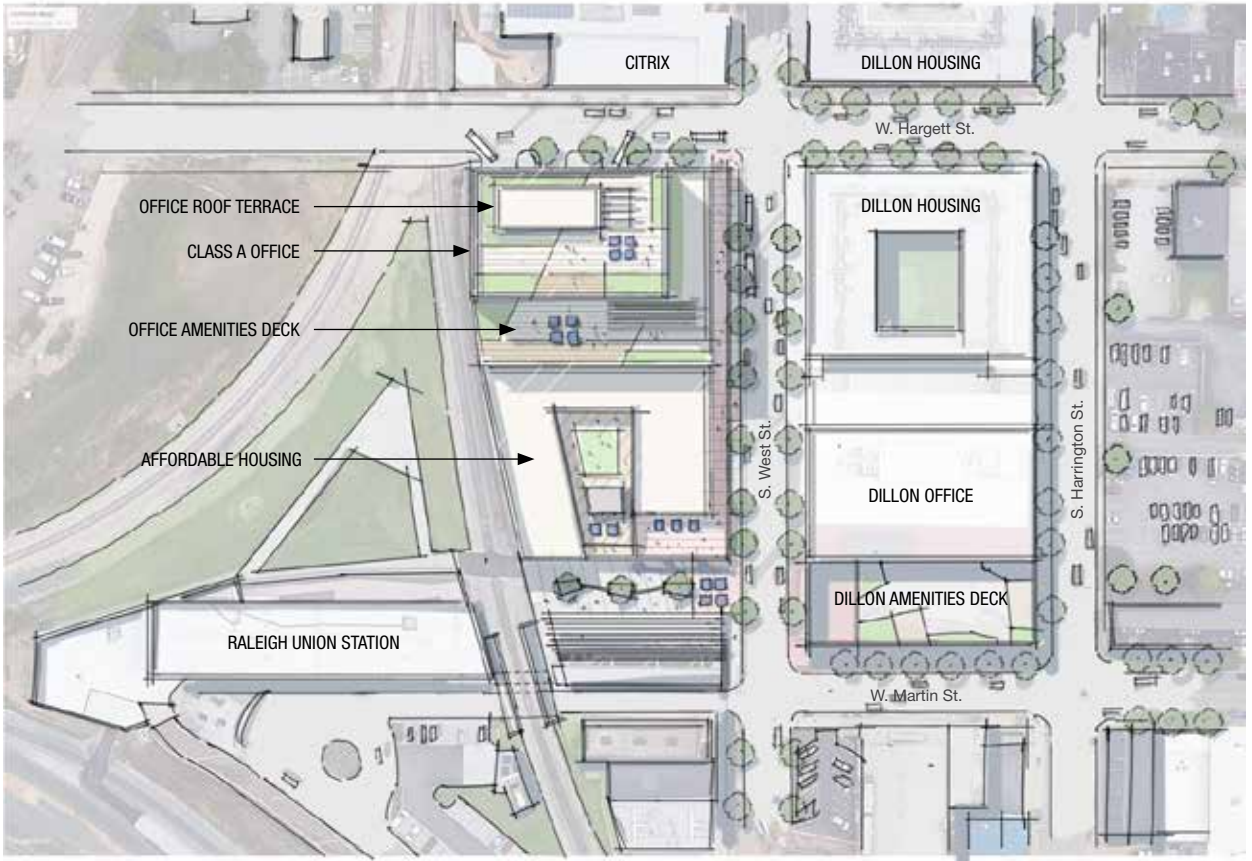 CITRIX
DILLON HOUSING
W. Hargett St.
OFFICE ROOF TERRACE
DILLON HOUSING
CLASS A OFFICE
OFFICE AMENITIES DECK
AFFORDABLE HOUSING
S. West St.
S. Harrington St.
DILLON OFFICE
DILLON AMENITIES DECK
RALEIGH UNION STATION
W. Martin St.